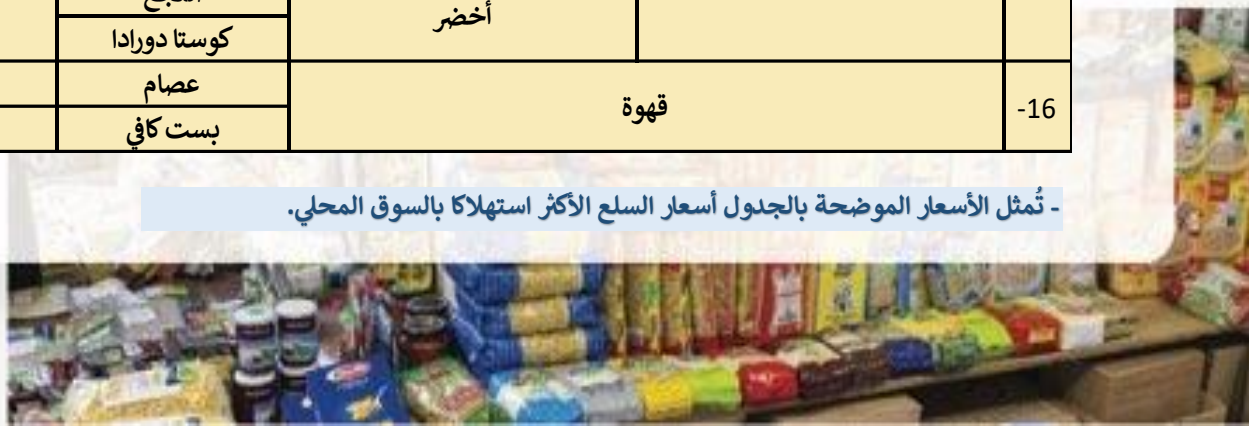 أخضر
كوستا دورادا
-16
قهوة
عصام
بست كافي
- تُمثل الأسعار الموضحة بالجدول أسعار السلع الأكثر استهلاكا بالسوق المحلي.